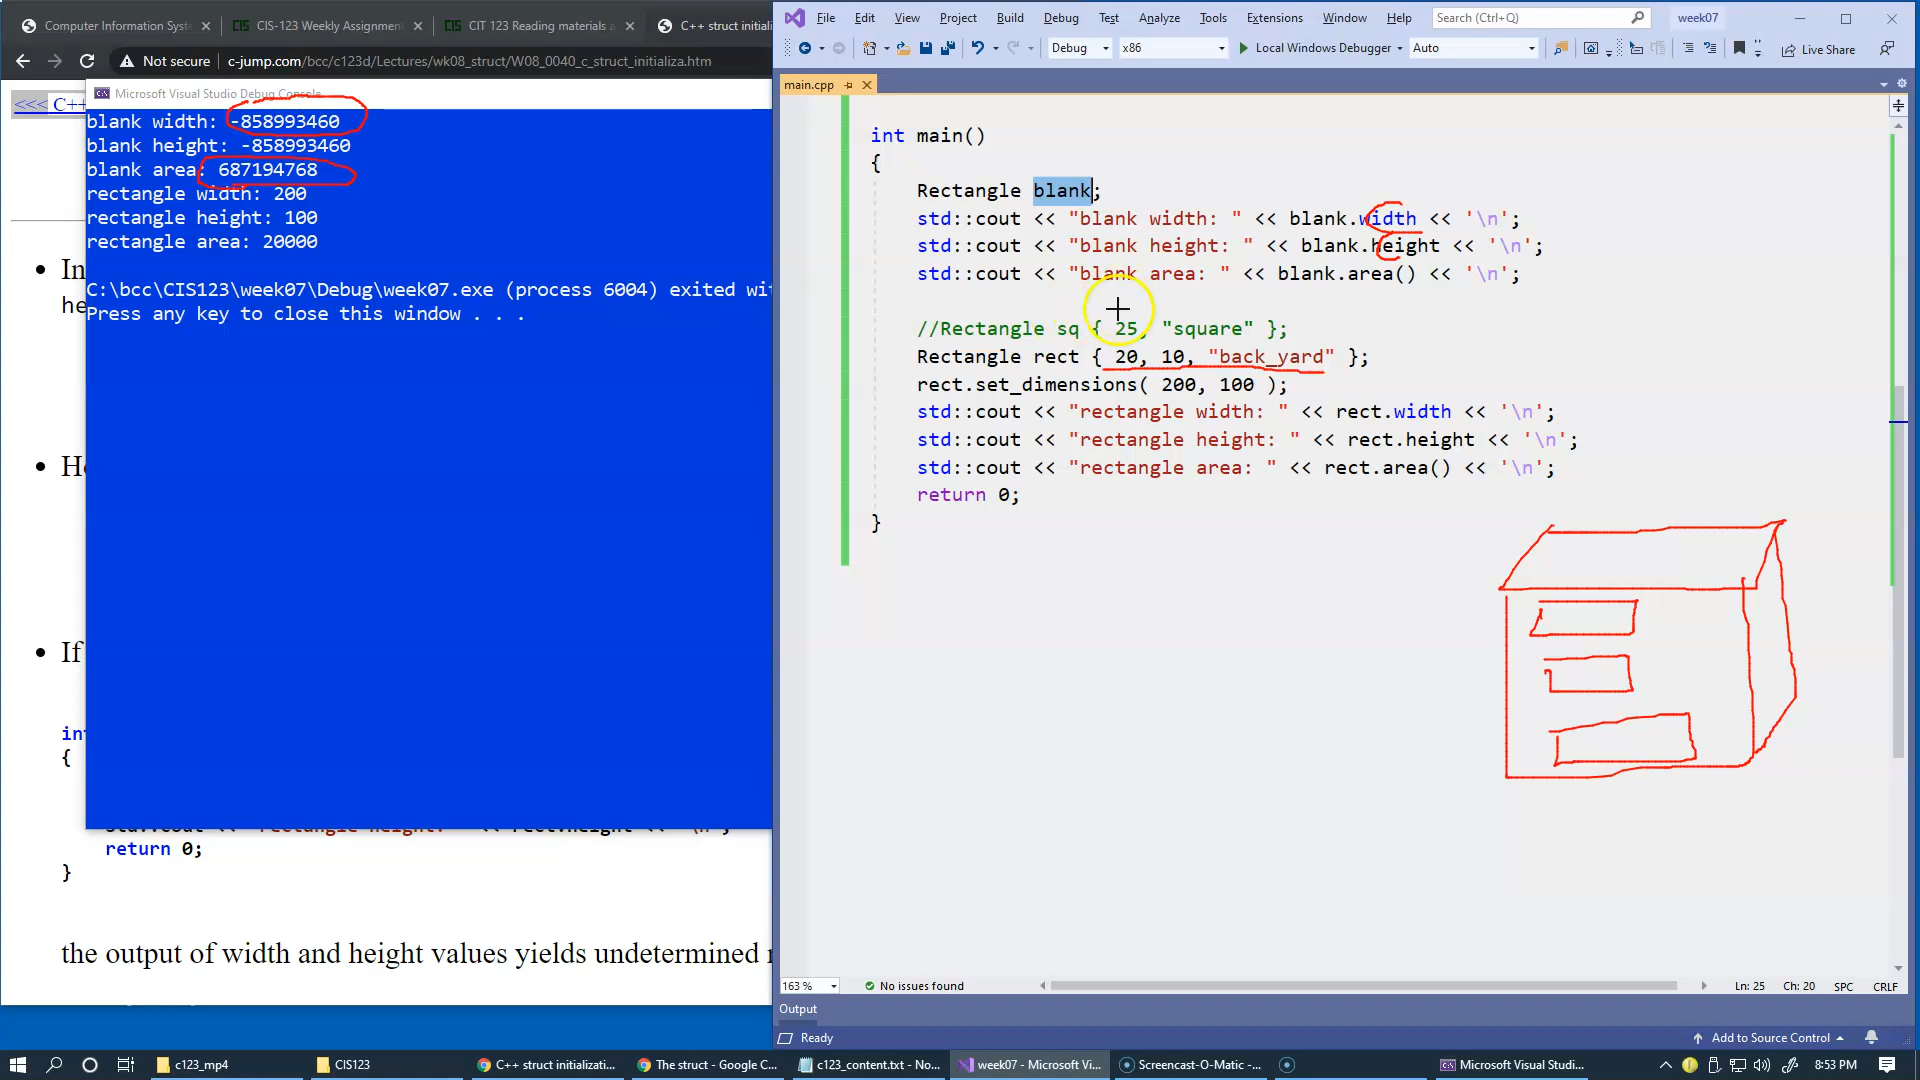 Computer Information Syst
CIS-123 Weekly Assignment
CIT 123 Reading materials a
C++ struct initial
Not secure
c-jump.com/bcc/c123d/Lectures/wk08_struct/W08_0040_c_struct_initializa.htm
<<< C++
Microsoft Visual Studio Debug Console
blank width: -858993460
blank height: -858993460
blank area: 687194768
rectangle width: 200
rectangle height: 100
rectangle area: 20000
C:\bcc\CIS123\week07\Debug\week07.exe (process 6004) exited wit
Press any key to close this window . . .
In
he
If
int
{
return 0;
}
the output of width and height values yields undetermined
File Edit View Project Build Debug Test Analyze Tools Extensions Window Help
Search (Ctrl+Q)
week07
Debug
x86
Local Windows Debugger
Auto
Live Share
main.cpp
int main()
{
Rectangle blank;
std::cout << "blank width: " << blank.width << '\n';
std::cout << "blank height: " << blank.height << '\n';
std::cout << "blank area: " << blank.area() << '\n';
//Rectangle sq { 25, "square" };
Rectangle rect { 20, 10, "back_yard" };
rect.set_dimensions( 200, 100 );
std::cout << "rectangle width: " << rect.width << '\n';
std::cout << "rectangle height: " << rect.height << '\n';
std::cout << "rectangle area: " << rect.area() << '\n';
return 0;
}
163 %
No issues found
Ln: 25
Ch: 20
SPC
CRLF
Output
Ready
Add to Source Control
c123_mp4
CIS123
C++ struct initializati...
The struct - Google C...
c123_content.txt - No...
week07 - Microsoft Vi...
Screencast-O-Matic -...
Microsoft Visual Studi...
8:53 PM